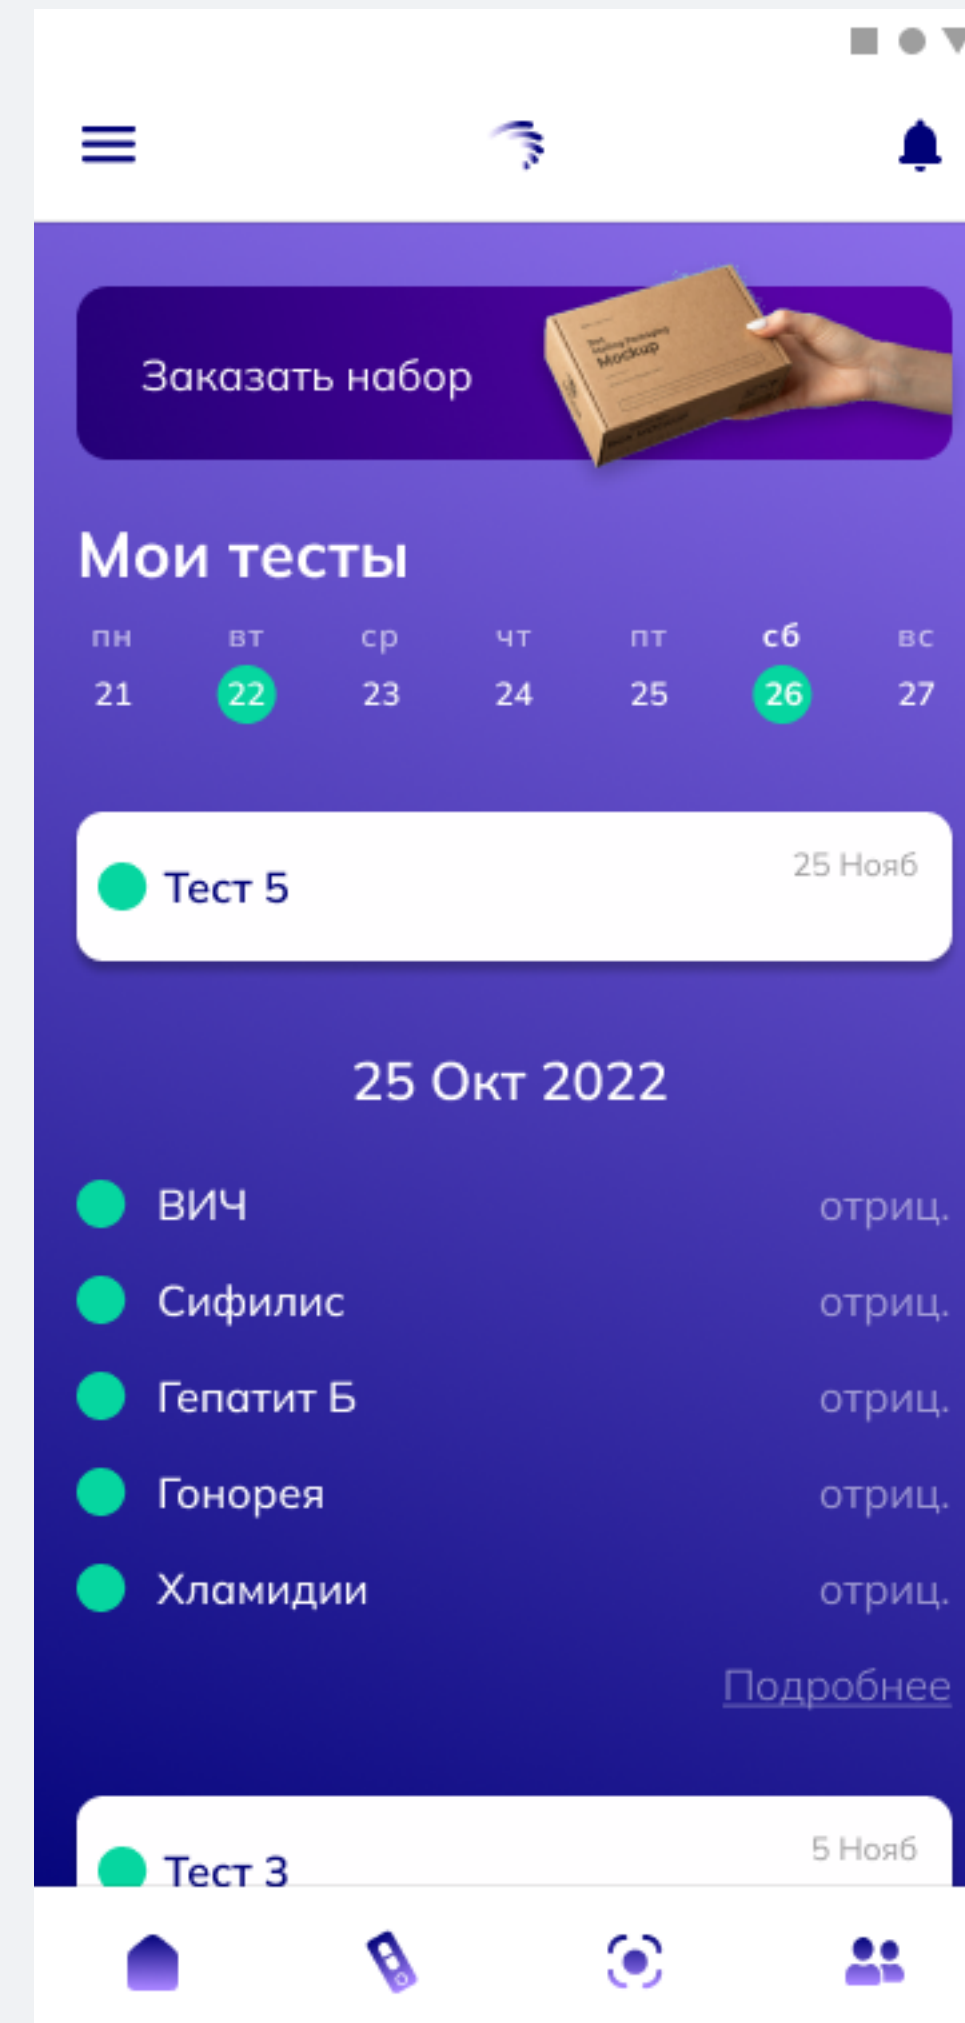 Заказать набор
Mockup
Мои тесты
пн вт ср чт пт сб вс
21 22 23 24 25 26 27
Тест 5
25 Нояб
25 Окт 2022
ВИЧ отриц.
Сифилис отриц.
Гепатит Б отриц.
Гонорея отриц.
Хламидии отриц.
Подробнее
Тест 3
5 Нояб